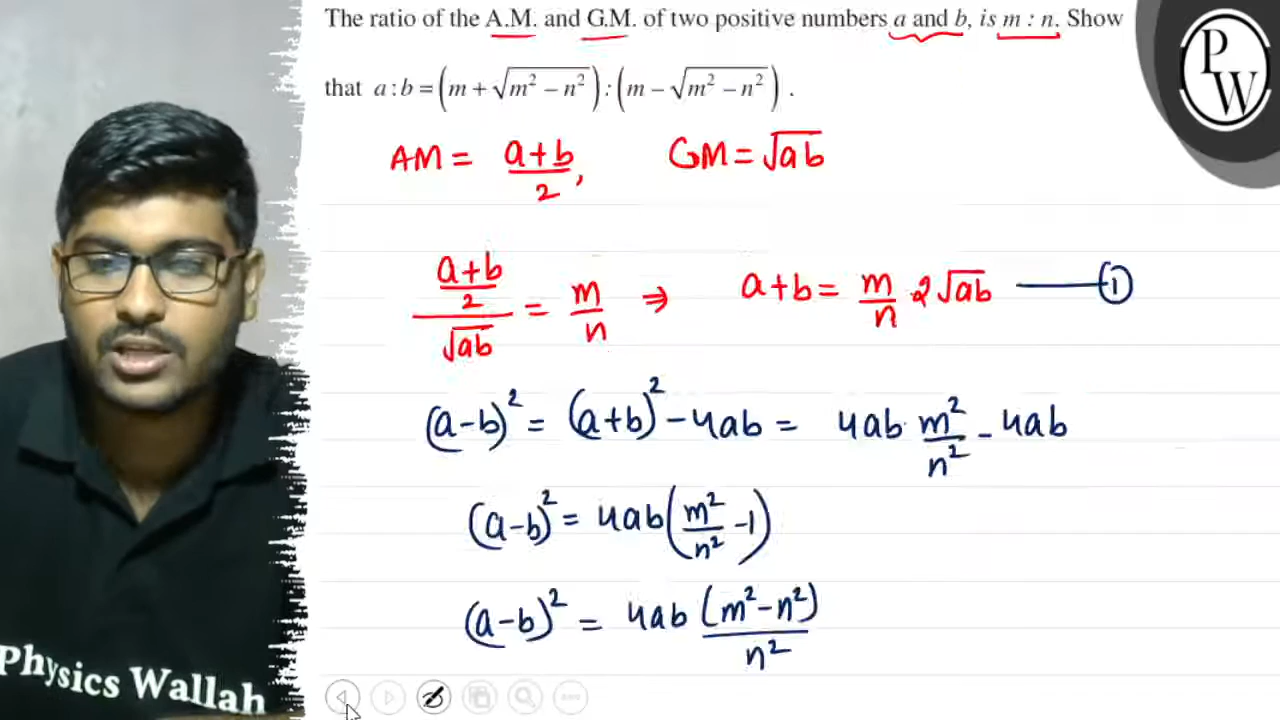 The ratio of the A.M. and G.M. of two positive numbers a and b, is m : n. Show
that a : b = (m + √(m² − n²)) : (m − √(m² − n²)) .
P
W
AM = (a+b)/2, GM = √ab
((a+b)/2)/√ab = m/n ⇒ a+b = m/n 2√ab —— ①
(a-b)² = (a+b)² - 4ab = 4ab · m²/n² - 4ab
(a-b)² = 4ab(m²/n² - 1)
(a-b)² = 4ab (m²-n²)/n²
Physics Wallah